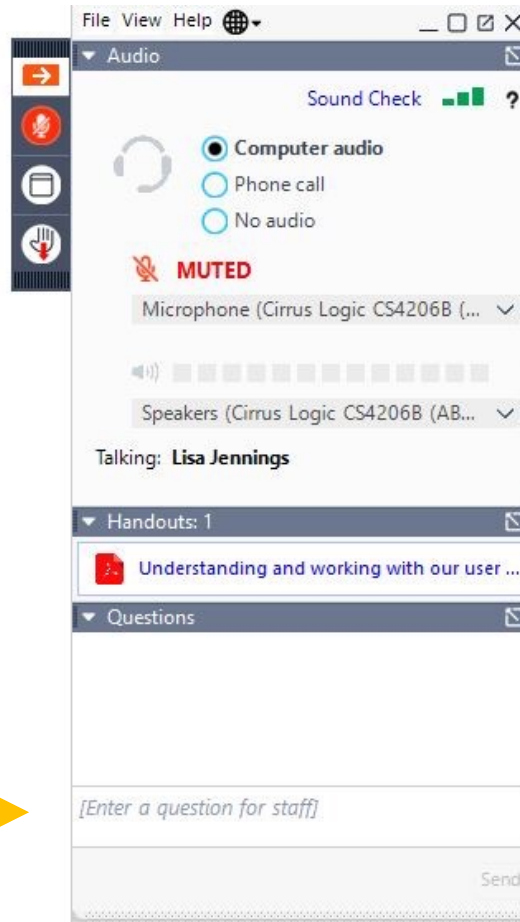 File View Help
Audio
Sound Check ?
Computer audio
Phone call
No audio
MUTED
Microphone (Cirrus Logic CS4206B (...
Speakers (Cirrus Logic CS4206B (AB...
Talking: Lisa Jennings
Handouts: 1
Understanding and working with our user ...
Questions
[Enter a question for staff]
Send